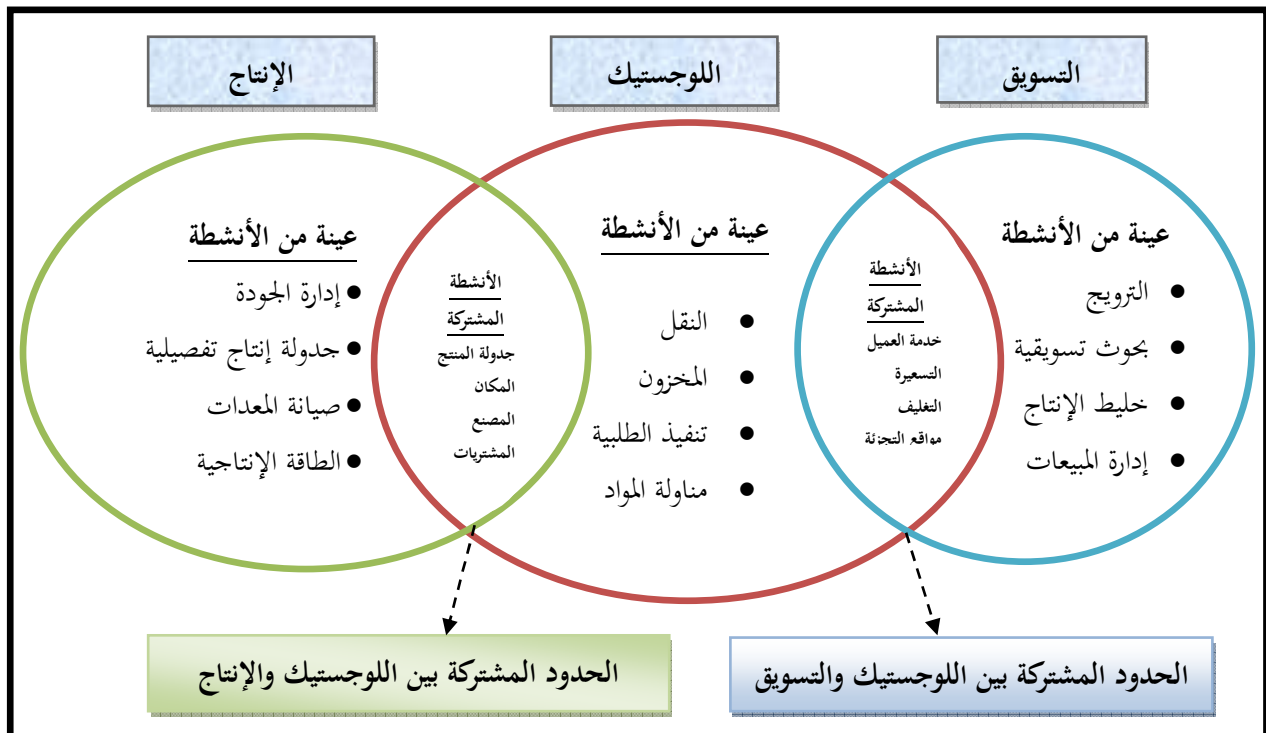 التسويق
اللوجستيك
الإنتاج
عينة من الأنشطة
● الترويج
● بحوث تسويقية
● خليط الإنتاج
● إدارة المبيعات
الأنشطة
المشتركة
خدمة العميل
التسعيرة
التغليف
مواقع التجزئة
عينة من الأنشطة
● النقل
● المخزون
● تنفيذ الطلبية
● مناولة المواد
الأنشطة
المشتركة
جدولة المنتج
المكان
المصنع
المشتريات
عينة من الأنشطة
● إدارة الجودة
● جدولة إنتاج تفصيلية
● صيانة المعدات
● الطاقة الإنتاجية
الحدود المشتركة بين اللوجستيك والتسويق
الحدود المشتركة بين اللوجستيك والإنتاج